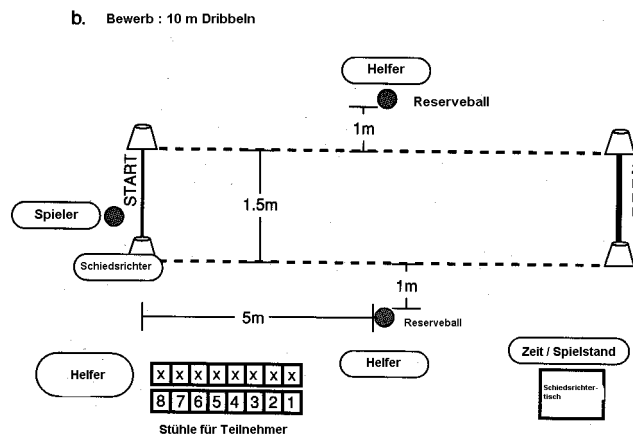 b. Bewerb : 10 m Dribbeln
Helfer
Reserveball
1m
START
1.5m
Spieler
Schiedsrichter
1m
5m
Reserveball
Helfer
Helfer
Zeit / Spielstand
x x x x x x x x
8 7 6 5 4 3 2 1
Schiedsrichter-
tisch
Stühle für Teilnehmer